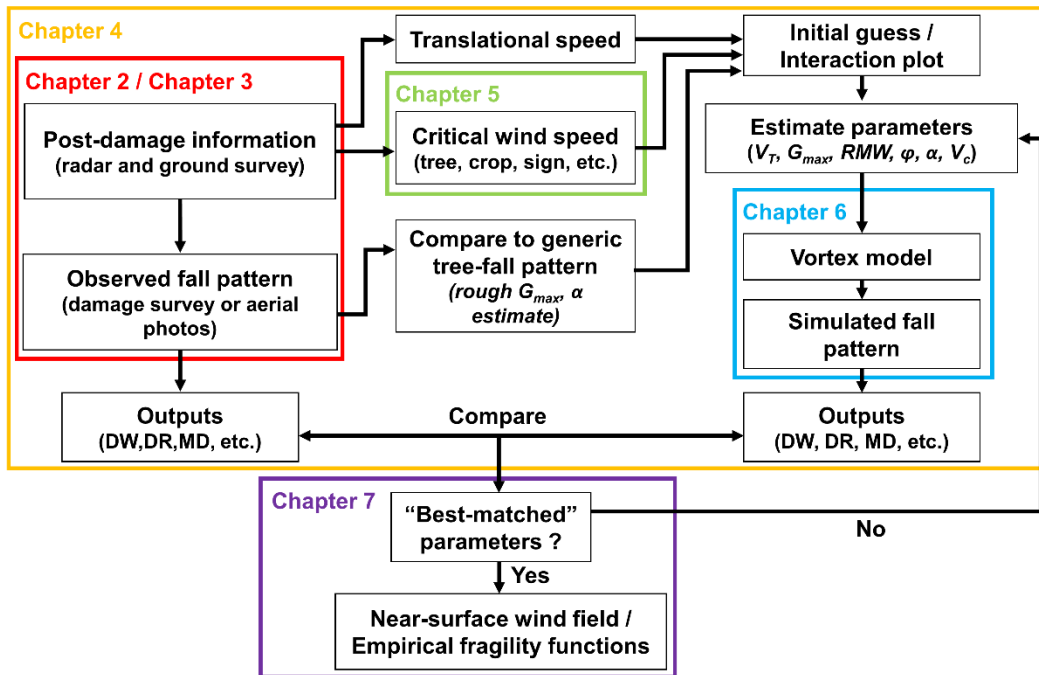 Chapter 4
Translational speed
Initial guess /
Interaction plot
Chapter 2 / Chapter 3
Post-damage information
(radar and ground survey)
Chapter 5
Critical wind speed
(tree, crop, sign, etc.)
Estimate parameters
(V_T, G_max, RMW, φ, α, V_c)
Observed fall pattern
(damage survey or aerial
photos)
Compare to generic
tree-fall pattern
(rough G_max, α
estimate)
Chapter 6
Vortex model
Simulated fall
pattern
Outputs
(DW,DR,MD, etc.)
Compare
Outputs
(DW, DR, MD, etc.)
Chapter 7
“Best-matched”
parameters ?
No
Yes
Near-surface wind field /
Empirical fragility functions